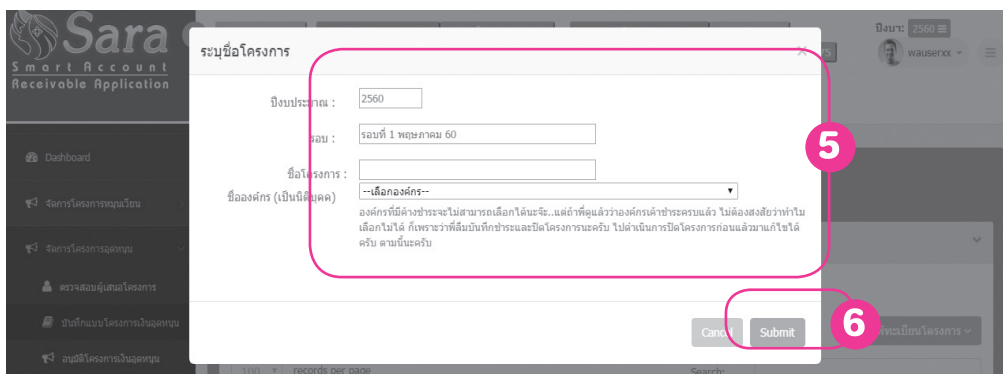 Sara
Smart Account
Receivable Application
ปีงบฯ: 2560
wauserxx
ระบุชื่อโครงการ
×
ปีงบประมาณ :
2560
รอบ :
รอบที่ 1 พฤษภาคม 60
ชื่อโครงการ :
ชื่อองค์กร (เป็นนิติบุคคล)
--เลือกองค์กร--
องค์กรที่มีค้างชำระจะไม่สามารถเลือกได้นะจ๊ะ..แต่ถ้าพี่ดูแล้วว่าองค์กรเค้าชำระครบแล้ว ไม่ต้องสงสัยว่าทำไม
เลือกไม่ได้ ก็เพราะว่าพี่ลืมบันทึกชำระและปิดโครงการนะครับ ไปดำเนินการปิดโครงการก่อนแล้วมาแก้ไขได้
ครับ ตามนี้นะครับ
5
Cancel
Submit
6
Dashboard
จัดการโครงการหมุนเวียน
จัดการโครงการอุดหนุน
ตรวจสอบผู้เสนอโครงการ
บันทึกแบบโครงการเงินอุดหนุน
อนุมัติโครงการเงินอุดหนุน
ทะเบียนโครงการ
100
records per page
Search: